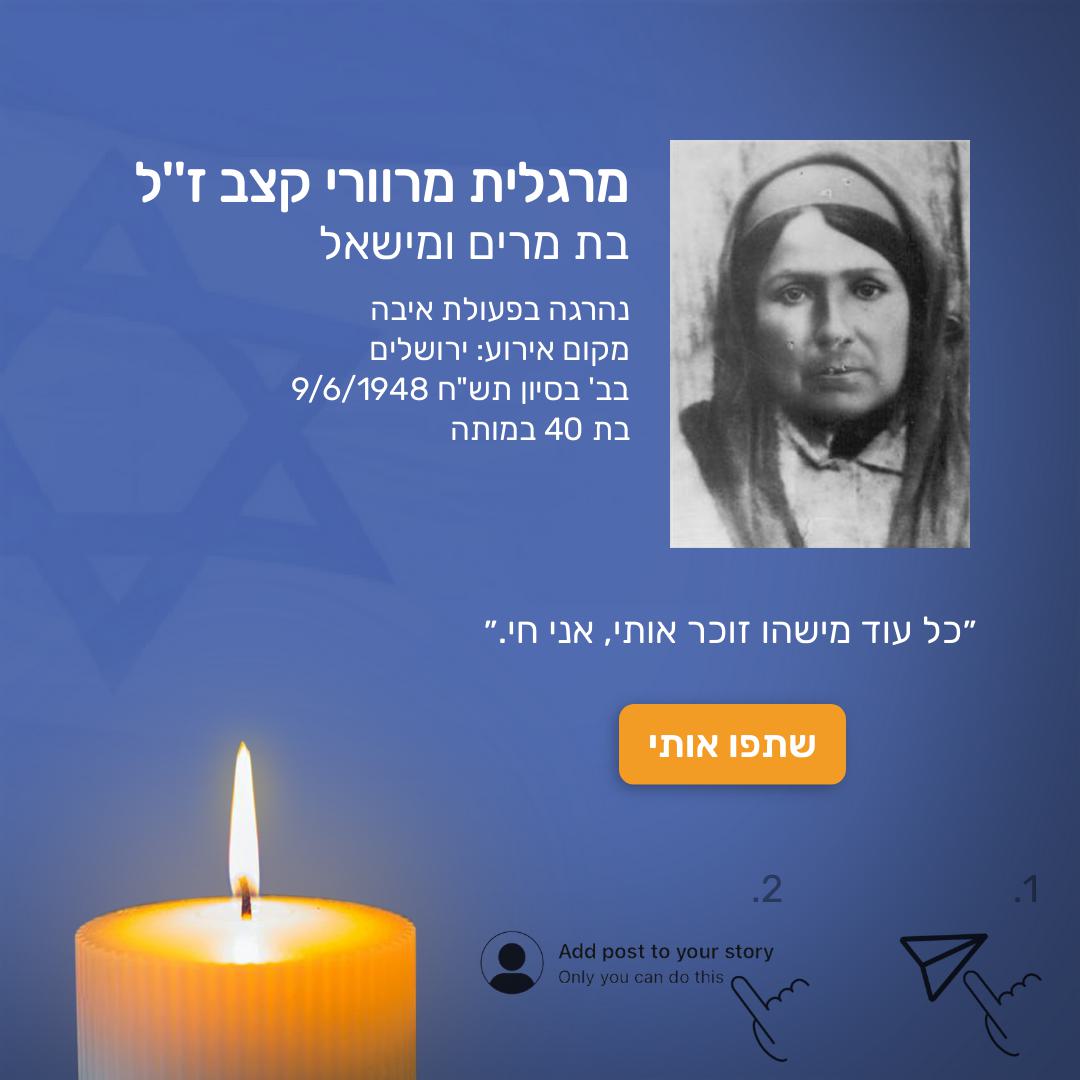 מרגלית מרוורי קצב ז"ל
בת מרים ומישאל
נהרגה בפעולת איבה
מקום אירוע: ירושלים
בב' בסיון תש"ח 9/6/1948
בת 40 במותה
״כל עוד מישהו זוכר אותי, אני חי.״
שתפו אותי
1.
2.
Add post to your story
Only you can do this